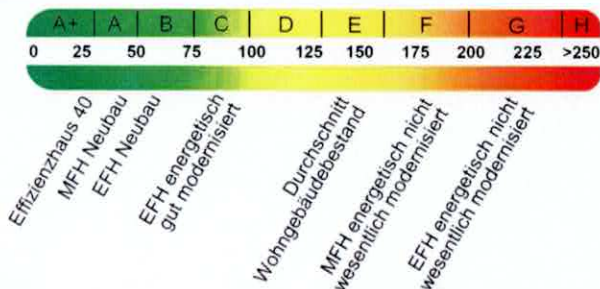 A+ A B C D E F G H
0 25 50 75 100 125 150 175 200 225 >250
Effizienzhaus 40
MFH Neubau
EFH Neubau
EFH energetisch
gut modernisiert
Durchschnitt
Wohngebäudebestand
MFH energetisch nicht
wesentlich modernisiert
EFH energetisch nicht
wesentlich modernisiert